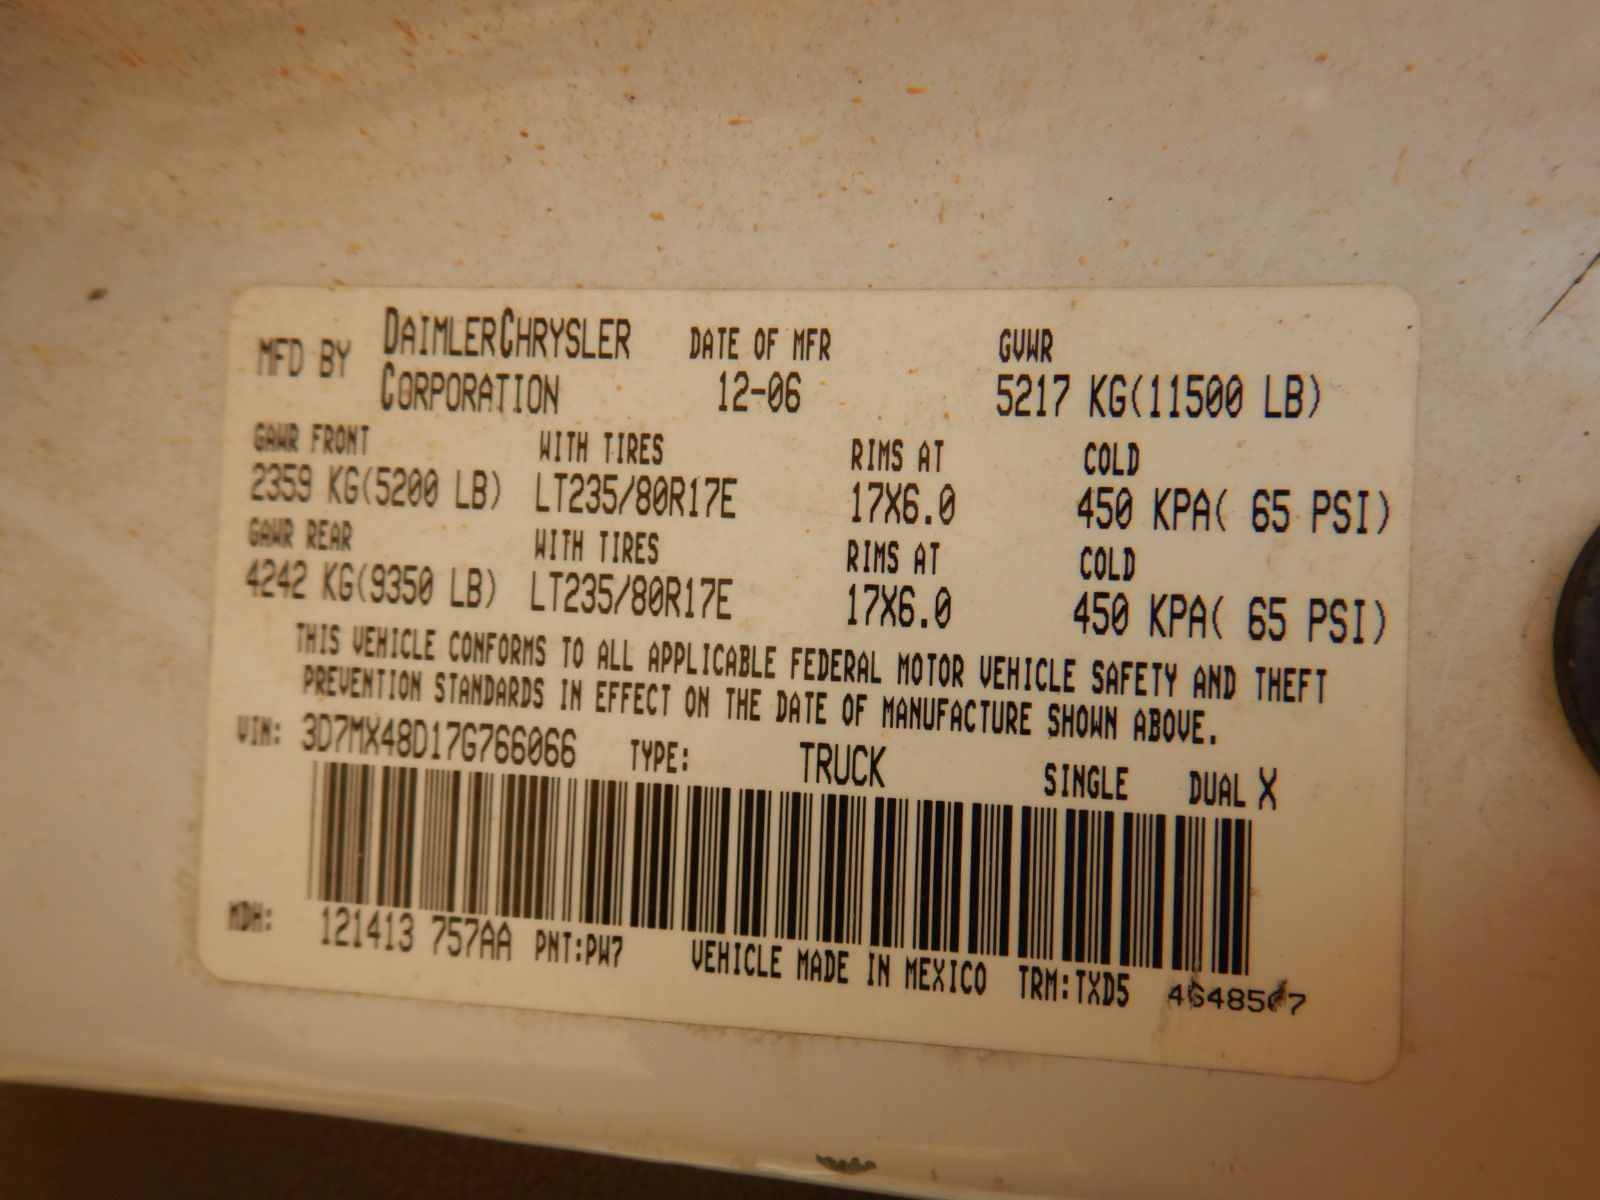 MFD BY DAIMLERCHRYSLER CORPORATION DATE OF MFR 12-06 GVWR 5217 KG(11500 LB)
GAWR FRONT WITH TIRES RIMS AT COLD
2359 KG(5200 LB) LT235/80R17E 17X6.0 450 KPA( 65 PSI)
GAWR REAR WITH TIRES RIMS AT COLD
4242 KG(9350 LB) LT235/80R17E 17X6.0 450 KPA( 65 PSI)
THIS VEHICLE CONFORMS TO ALL APPLICABLE FEDERAL MOTOR VEHICLE SAFETY AND THEFT
PREVENTION STANDARDS IN EFFECT ON THE DATE OF MANUFACTURE SHOWN ABOVE.
VIN: 3D7MX48D17G766066 TYPE: TRUCK SINGLE DUAL X
MDH: 121413 757AA PNT:PW7 VEHICLE MADE IN MEXICO TRM:TXD5